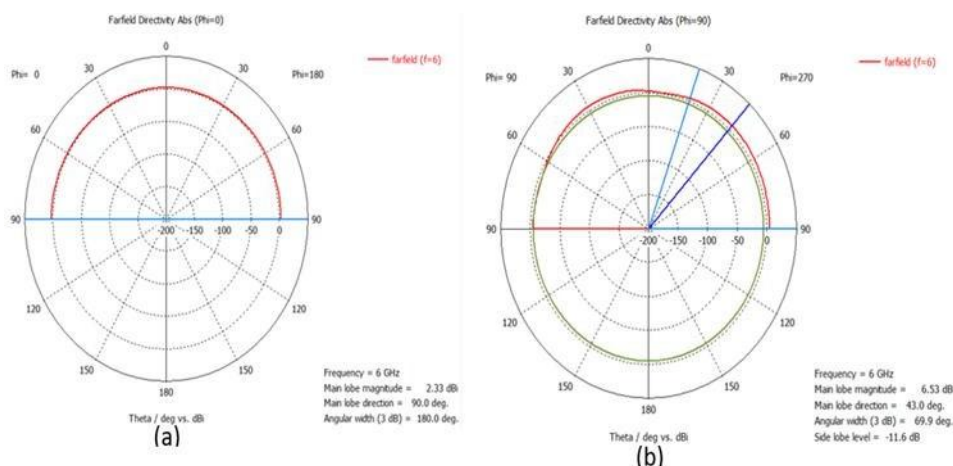 Farfield Directivity Abs (Phi=0)
0
30
30
Phi= 0
Phi=180
farfield (f=6)
60
60
90
-200
-150
-100
-50
0
90
120
120
150
150
180
Frequency = 6 GHz
Main lobe magnitude = 2.33 dBi
Main lobe direction = 90.0 deg.
Angular width (3 dB) = 180.0 deg.
Theta / deg vs. dBi
(a)
Farfield Directivity Abs (Phi=90)
0
30
30
Phi= 90
Phi=270
farfield (f=6)
60
60
90
-200
-150
-100
-50
0
90
120
120
150
150
180
Frequency = 6 GHz
Main lobe magnitude = 6.53 dBi
Main lobe direction = 43.0 deg.
Angular width (3 dB) = 69.9 deg.
Side lobe level = -11.6 dB
Theta / deg vs. dBi
(b)